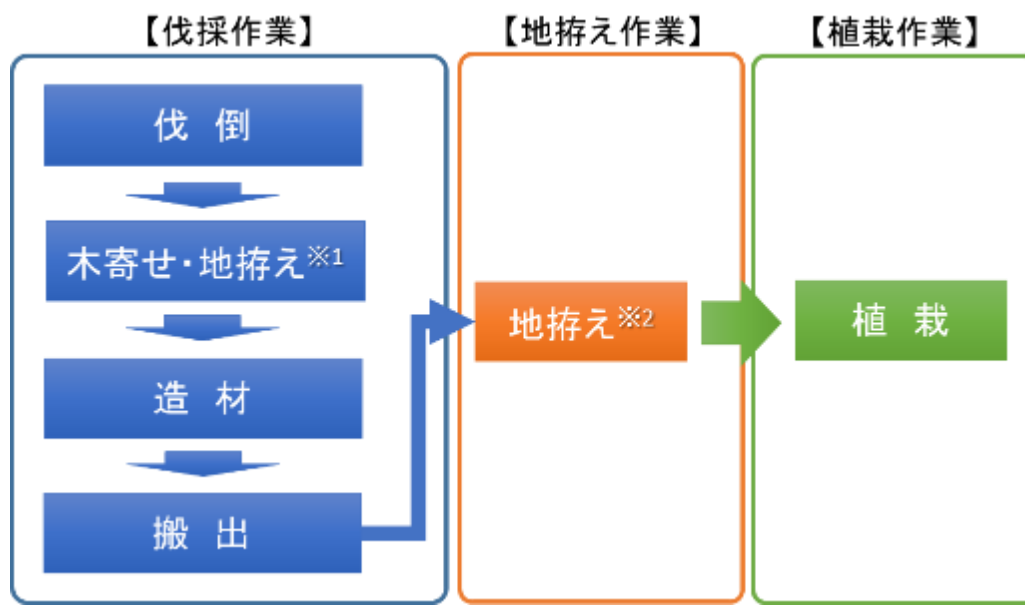 【伐採作業】
伐 倒
木寄せ・地拵え※1
造 材
搬 出
【地拵え作業】
地拵え※2
【植栽作業】
植 栽